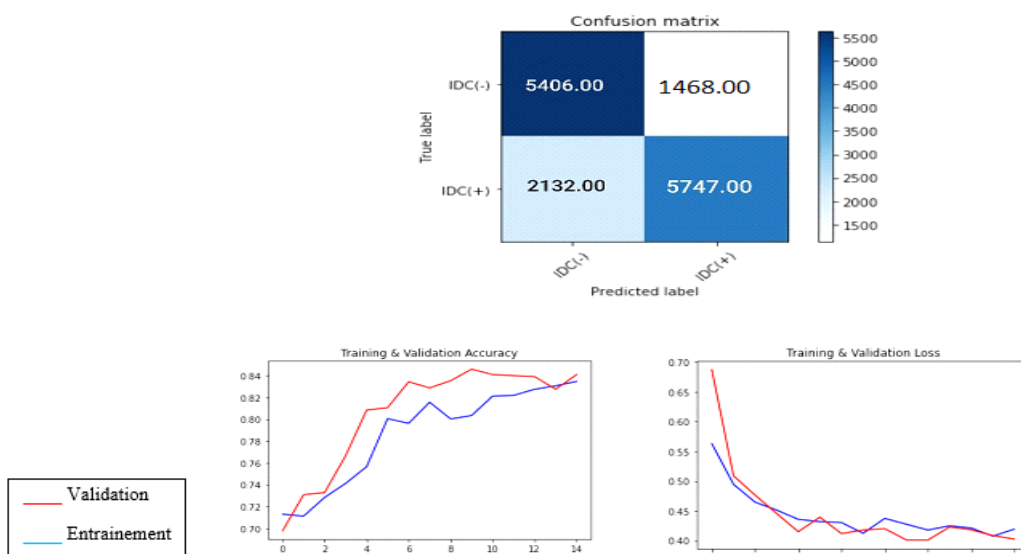 Confusion matrix
IDC(-)
5406.00
1468.00
True label
IDC(+)
2132.00
5747.00
IDC(-)
IDC(+)
Predicted label
5500
5000
4500
4000
3500
3000
2500
2000
1500
Training & Validation Accuracy
0.84
0.82
0.80
0.78
0.76
0.74
0.72
0.70
0 2 4 6 8 10 12 14
Training & Validation Loss
0.70
0.65
0.60
0.55
0.50
0.45
0.40
Validation
Entrainement